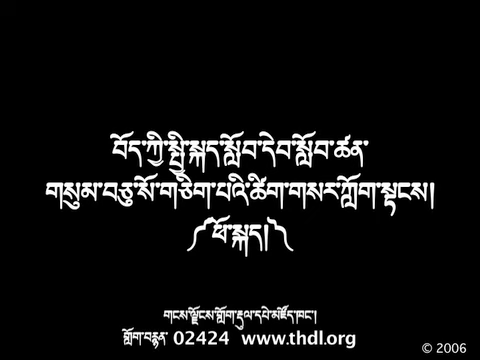 བོད་ཀྱི་སྤྱི་སྐད་སློབ་དེབ་སློབ་ཚན་
གསུམ་བཅུ་སོ་གཅིག་པའི་ཚིག་གསར་ཀློག་སྟངས།
༼ཕོ་སྐད།༽
གངས་ལྗོངས་གློག་རྡུལ་དཔེ་མཛོད་ཁང་།
གློག་བརྙན་ 02424 www.thdl.org
© 2006